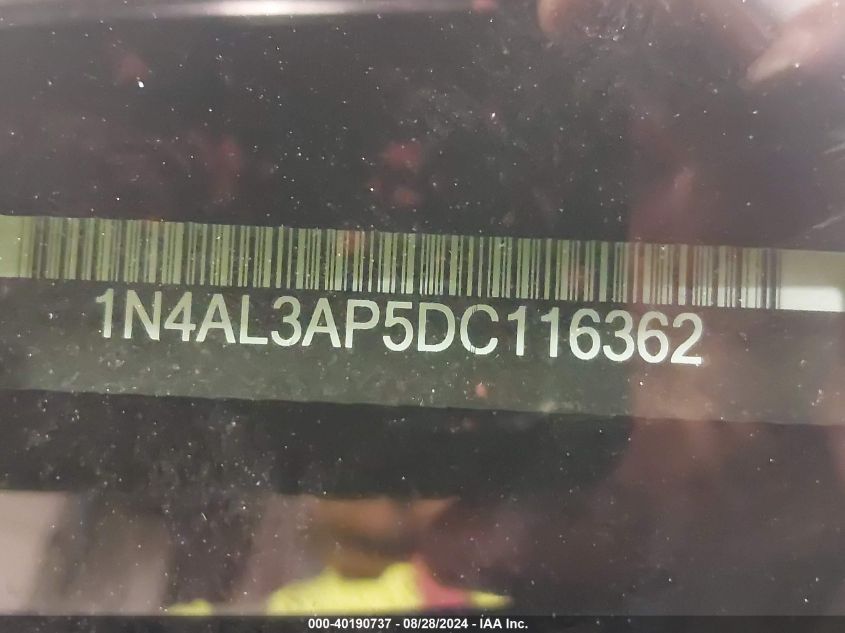 1N4AL3AP5DC116362
000-40190737 - 08/28/2024 - IAA Inc.